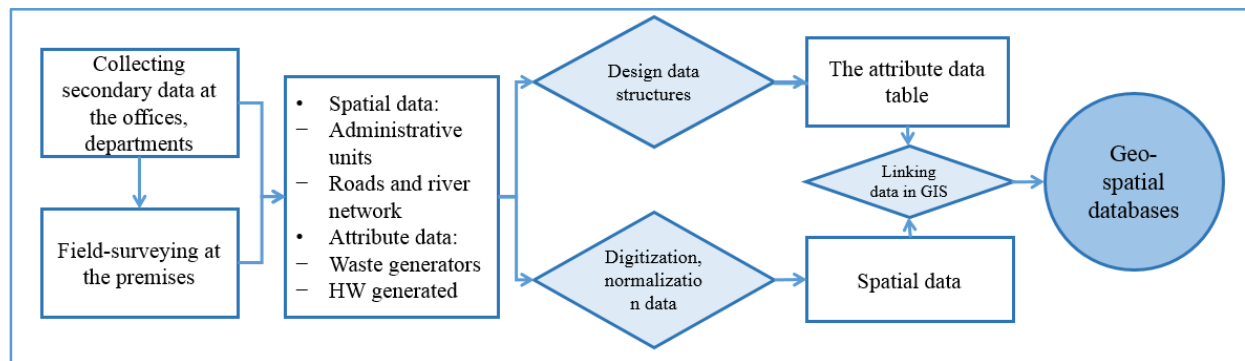 Collecting
secondary data at
the offices,
departments
Field-surveying at
the premises
• Spatial data:
− Administrative
units
− Roads and river
network
• Attribute data:
− Waste generators
− HW generated
Design data
structures
Digitization,
normalizatio
n data
The attribute data
table
Linking
data in GIS
Spatial data
Geo-
spatial
databases